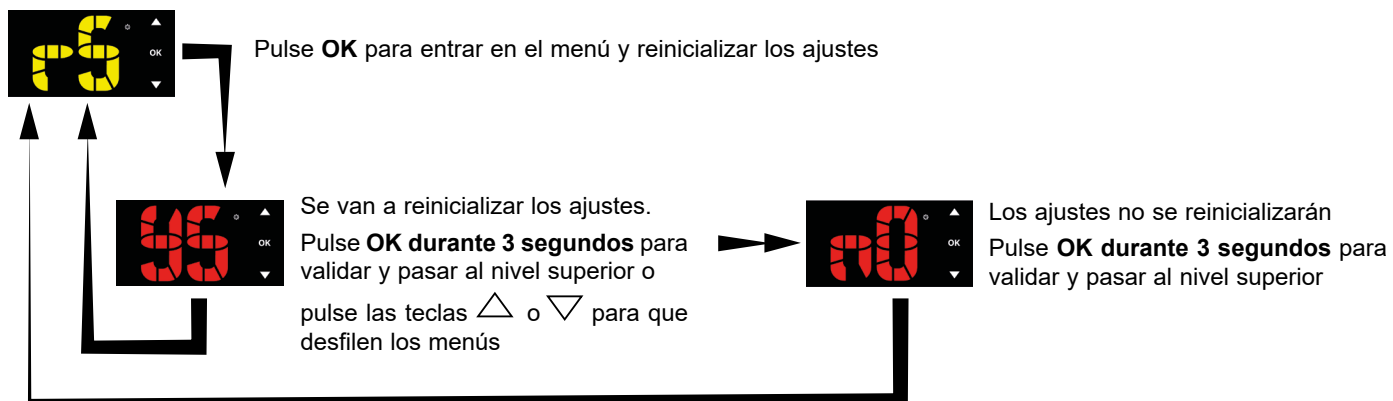 rS
OK
Pulse OK para entrar en el menú y reinicializar los ajustes
yS
OK
Se van a reinicializar los ajustes.
Pulse OK durante 3 segundos para
validar y pasar al nivel superior o
pulse las teclas △ o ▽ para que
desfilen los menús
n0
OK
Los ajustes no se reinicializarán
Pulse OK durante 3 segundos para
validar y pasar al nivel superior